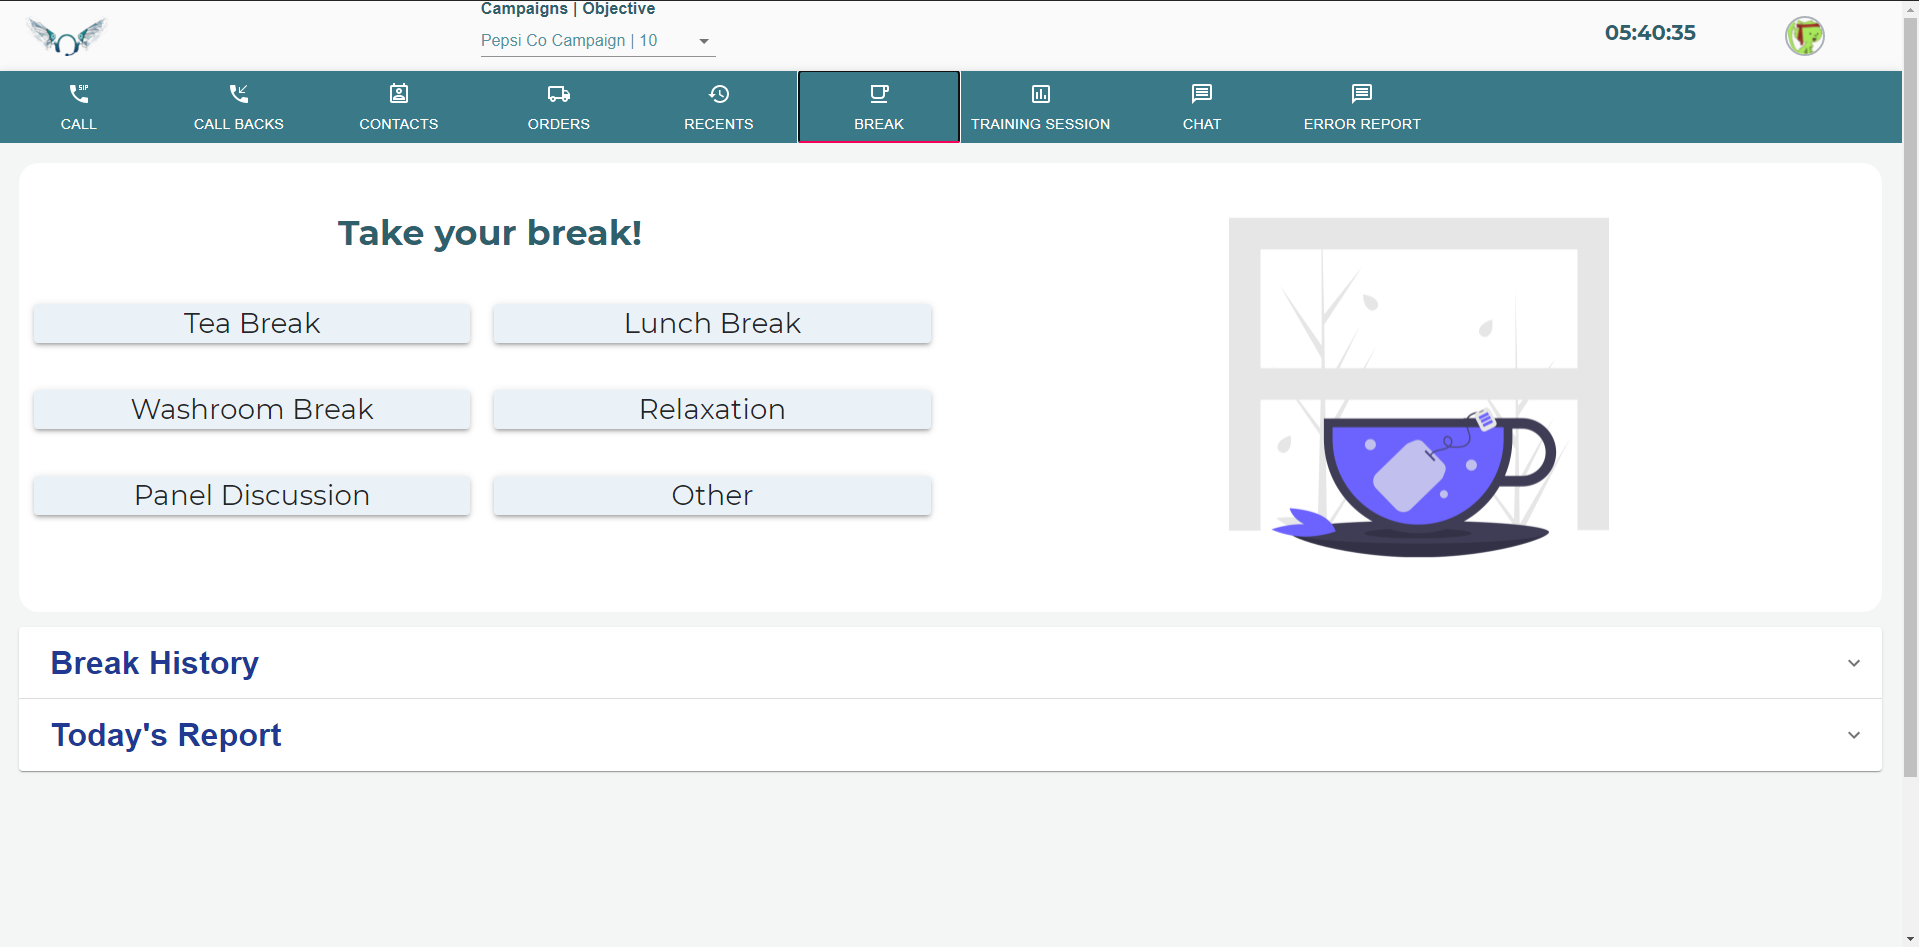 Campaigns | Objective
Pepsi Co Campaign | 10
05:40:35
SIP
CALL
CALL BACKS
CONTACTS
ORDERS
RECENTS
BREAK
TRAINING SESSION
CHAT
ERROR REPORT
Take your break!
Tea Break
Lunch Break
Washroom Break
Relaxation
Panel Discussion
Other
Break History
Today's Report